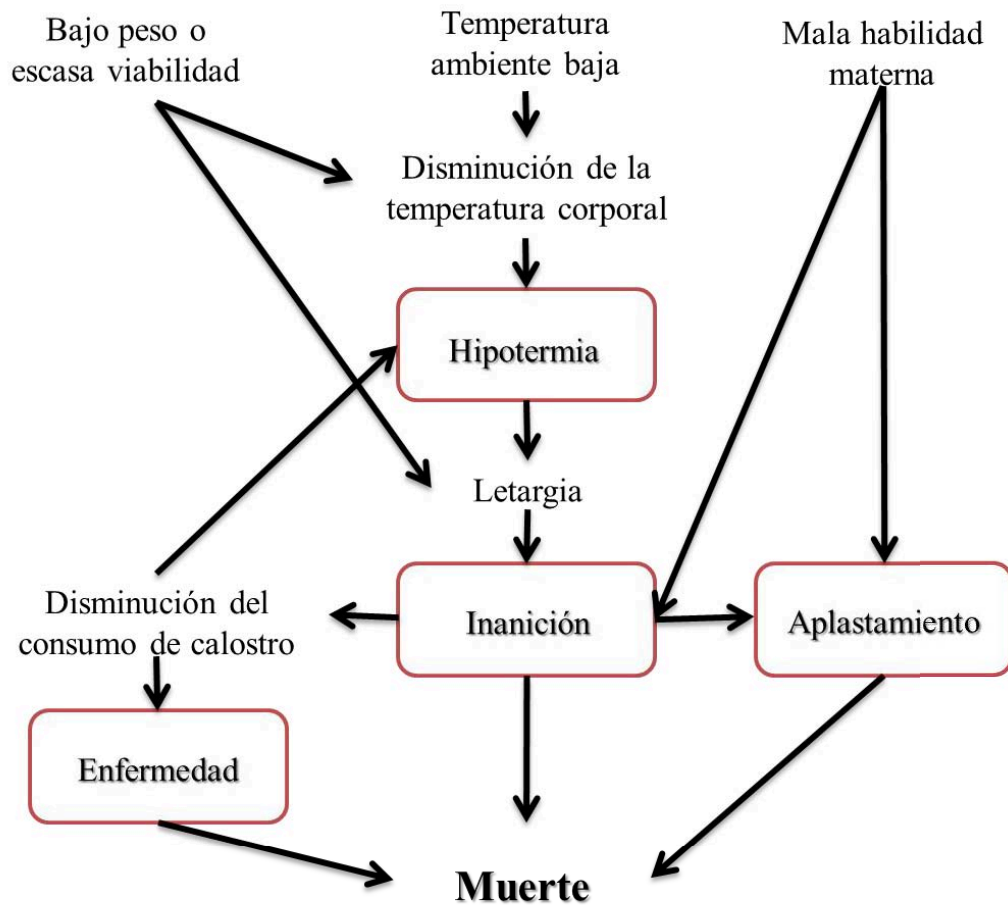 Bajo peso o
escasa viabilidad
Temperatura
ambiente baja
Mala habilidad
materna
Disminución de la
temperatura corporal
Hipotermia
Letargia
Disminución del
consumo de calostro
Inanición
Aplastamiento
Enfermedad
Muerte